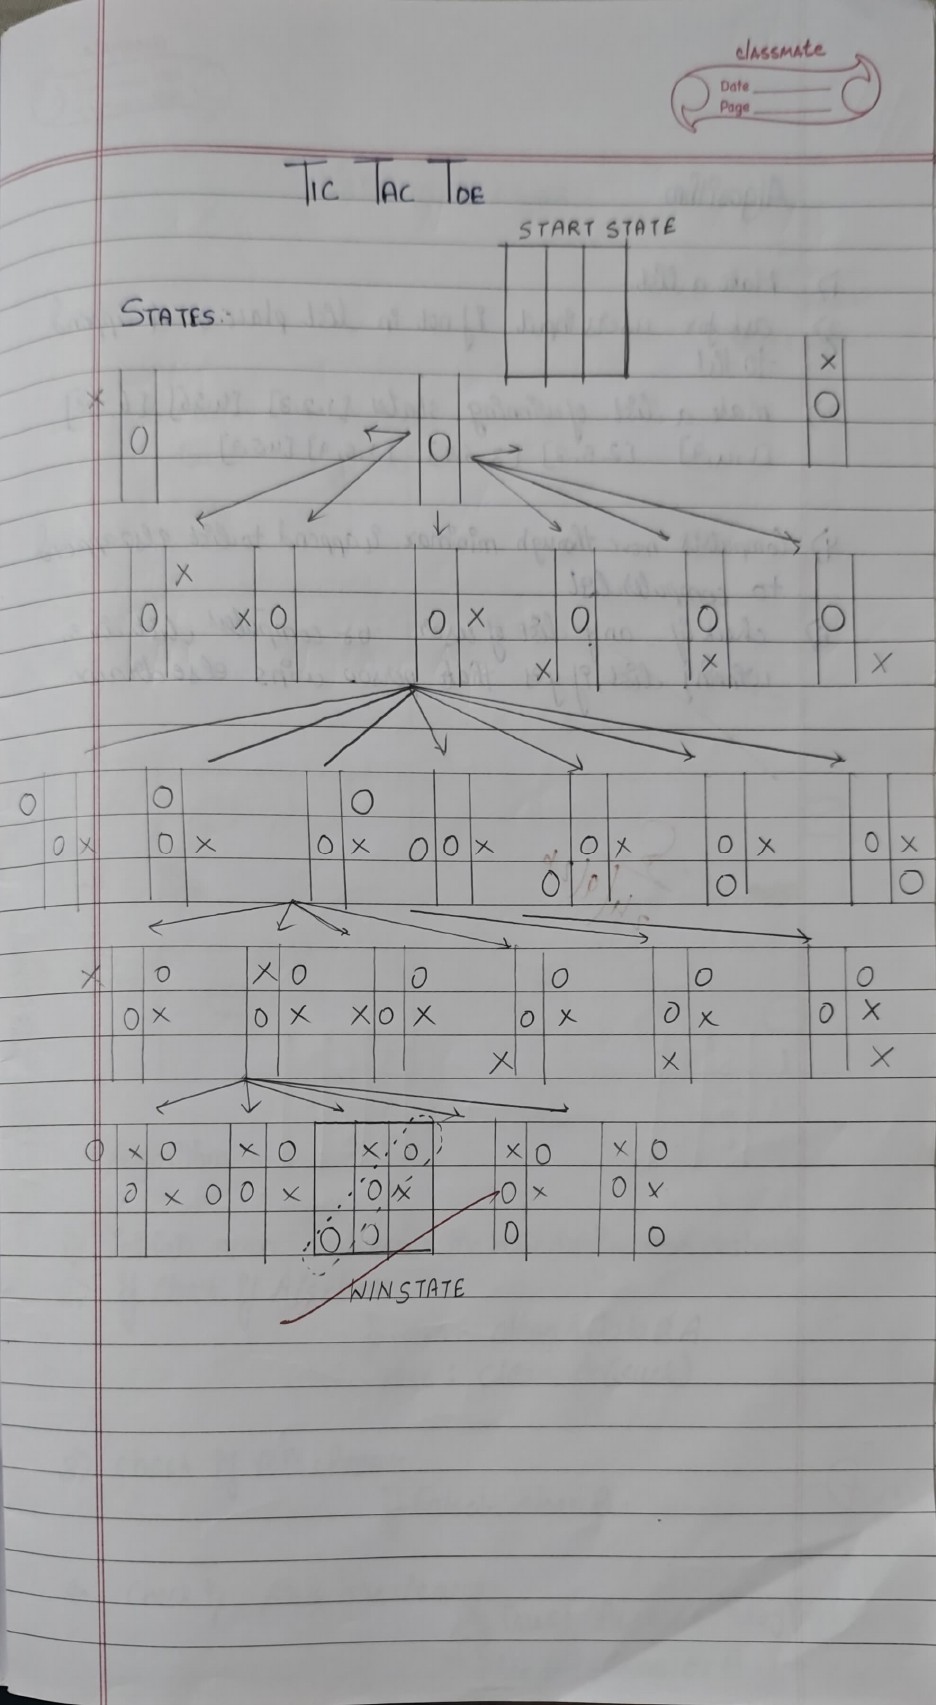 classmate
Date
Page
TIC TAC TOE
START STATE
STATES:-
X
X O
O O
X
O X O O X O O O
X X X
O O O
O X O X O X O O X O X O X O X
O O O
X O X O O O O O
O X O X X O X O X O X O X
X X X
O X O X O X O X O X O
O X O O X O X O X O X
O O O O
WINSTATE